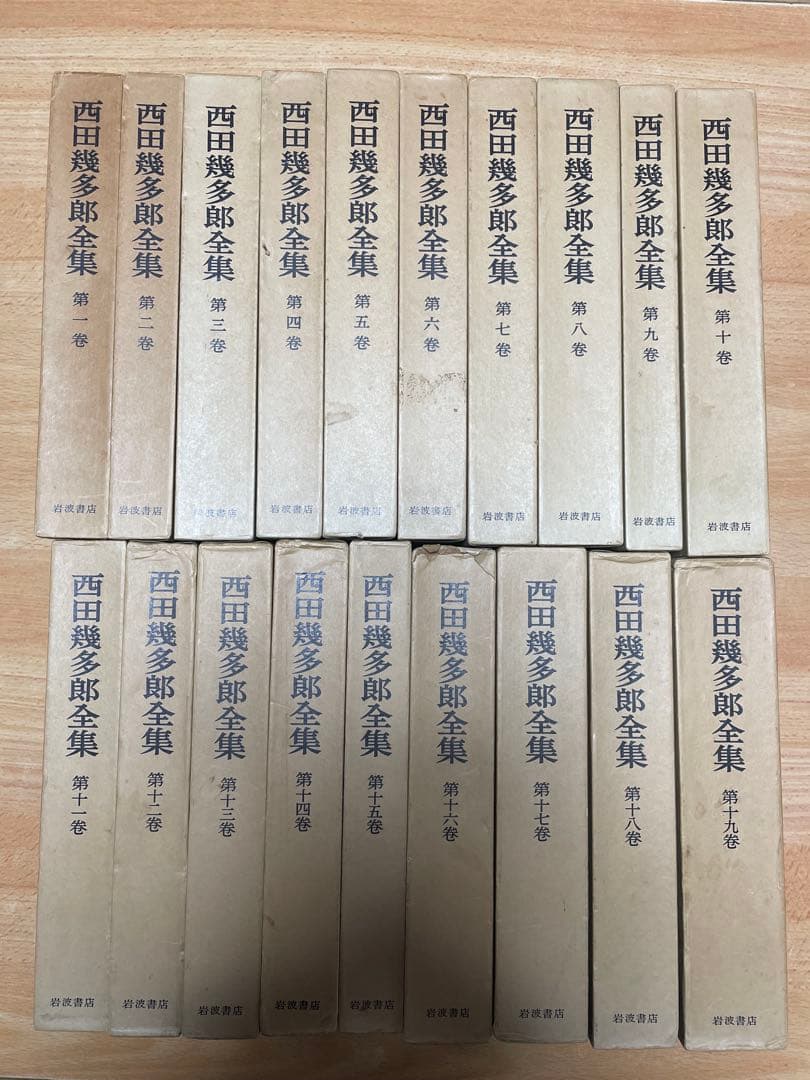 西田幾多郎全集 第一巻 岩波書店
西田幾多郎全集 第二巻 岩波書店
西田幾多郎全集 第三巻 岩波書店
西田幾多郎全集 第四巻 岩波書店
西田幾多郎全集 第五巻 岩波書店
西田幾多郎全集 第六巻 岩波書店
西田幾多郎全集 第七巻 岩波書店
西田幾多郎全集 第八巻 岩波書店
西田幾多郎全集 第九巻 岩波書店
西田幾多郎全集 第十巻 岩波書店
西田幾多郎全集 第十一巻 岩波書店
西田幾多郎全集 第十二巻 岩波書店
西田幾多郎全集 第十三巻 岩波書店
西田幾多郎全集 第十四巻 岩波書店
西田幾多郎全集 第十五巻 岩波書店
西田幾多郎全集 第十六巻 岩波書店
西田幾多郎全集 第十七巻 岩波書店
西田幾多郎全集 第十八巻 岩波書店
西田幾多郎全集 第十九巻 岩波書店